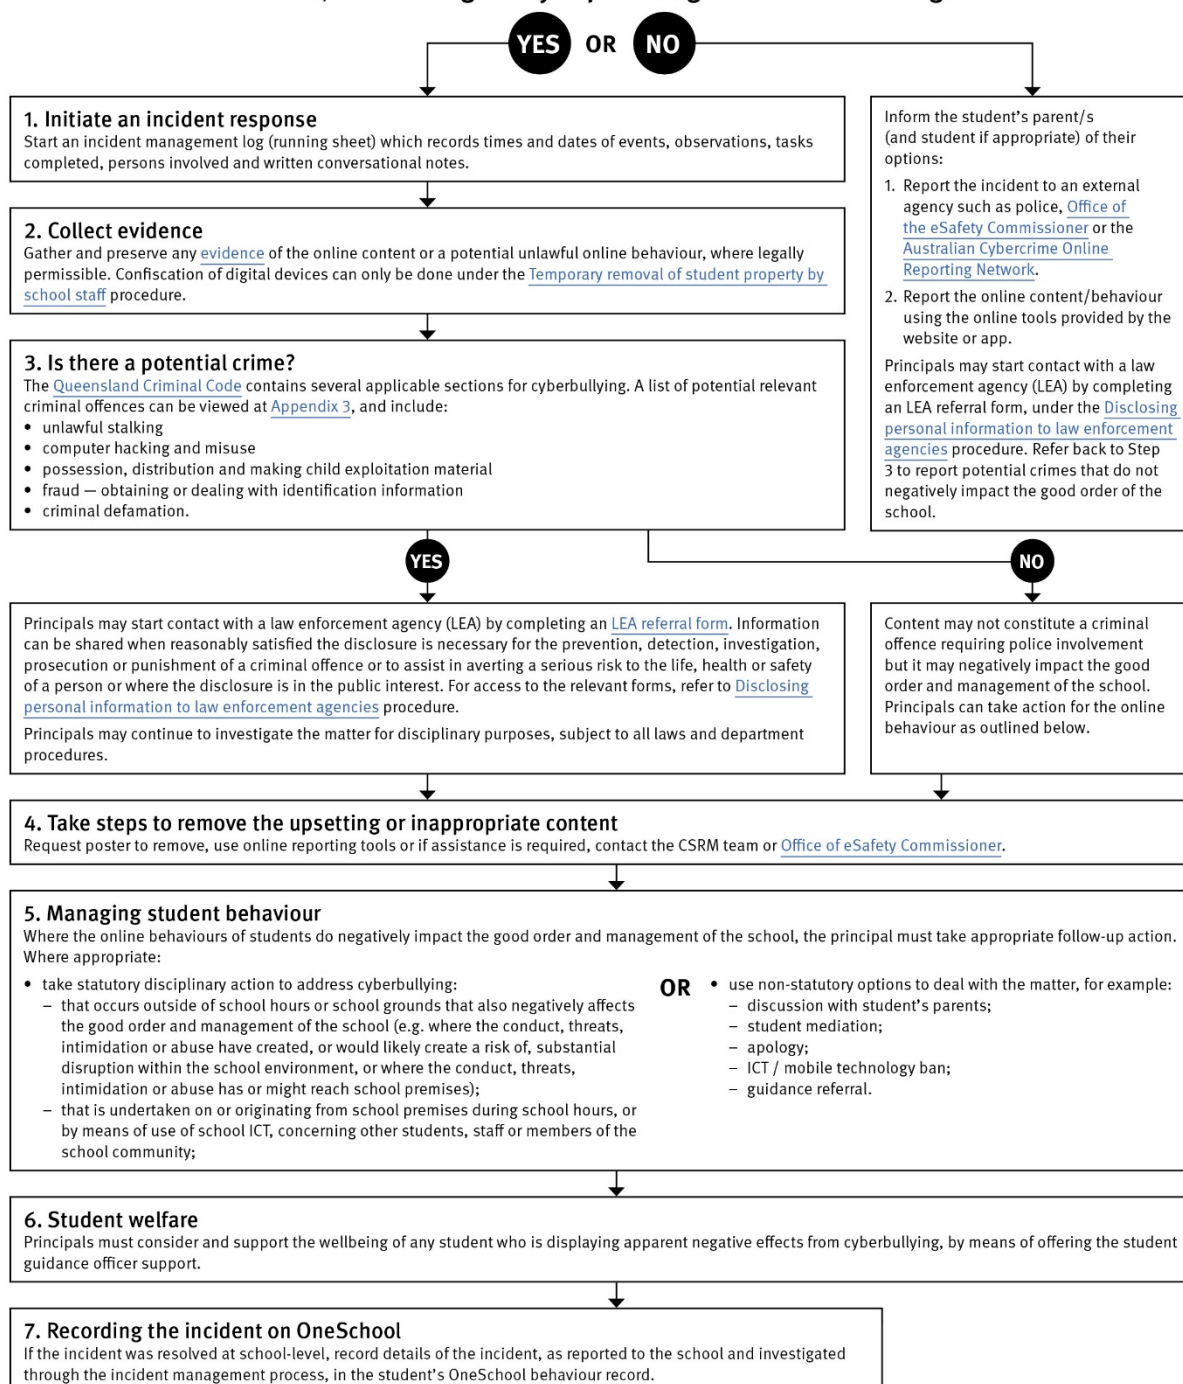 YES OR NO
1. Initiate an incident response
Start an incident management log (running sheet) which records times and dates of events, observations, tasks
completed, persons involved and written conversational notes.
2. Collect evidence
Gather and preserve any evidence of the online content or a potential unlawful online behaviour, where legally
permissible. Confiscation of digital devices can only be done under the Temporary removal of student property by
school staff procedure.
3. Is there a potential crime?
The Queensland Criminal Code contains several applicable sections for cyberbullying. A list of potential relevant
criminal offences can be viewed at Appendix 3, and include:
• unlawful stalking
• computer hacking and misuse
• possession, distribution and making child exploitation material
• fraud — obtaining or dealing with identification information
• criminal defamation.
Inform the student's parent/s
(and student if appropriate) of their
options:
1. Report the incident to an external
agency such as police, Office of
the eSafety Commissioner or the
Australian Cybercrime Online
Reporting Network.
2. Report the online content/behaviour
using the online tools provided by the
website or app.
Principals may start contact with a law
enforcement agency (LEA) by completing
an LEA referral form, under the Disclosing
personal information to law enforcement
agencies procedure. Refer back to Step
3 to report potential crimes that do not
negatively impact the good order of the
school.
YES
NO
Principals may start contact with a law enforcement agency (LEA) by completing an LEA referral form. Information
can be shared when reasonably satisfied the disclosure is necessary for the prevention, detection, investigation,
prosecution or punishment of a criminal offence or to assist in averting a serious risk to the life, health or safety
of a person or where the disclosure is in the public interest. For access to the relevant forms, refer to Disclosing
personal information to law enforcement agencies procedure.
Principals may continue to investigate the matter for disciplinary purposes, subject to all laws and department
procedures.
Content may not constitute a criminal
offence requiring police involvement
but it may negatively impact the good
order and management of the school.
Principals can take action for the online
behaviour as outlined below.
4. Take steps to remove the upsetting or inappropriate content
Request poster to remove, use online reporting tools or if assistance is required, contact the CSRM team or Office of eSafety Commissioner.
5. Managing student behaviour
Where the online behaviours of students do negatively impact the good order and management of the school, the principal must take appropriate follow-up action.
Where appropriate:
• take statutory disciplinary action to address cyberbullying:
– that occurs outside of school hours or school grounds that also negatively affects
the good order and management of the school (e.g. where the conduct, threats,
intimidation or abuse have created, or would likely create a risk of, substantial
disruption within the school environment, or where the conduct, threats,
intimidation or abuse has or might reach school premises);
– that is undertaken on or originating from school premises during school hours, or
by means of use of school ICT, concerning other students, staff or members of the
school community;
OR
• use non-statutory options to deal with the matter, for example:
– discussion with student's parents;
– student mediation;
– apology;
– ICT / mobile technology ban;
– guidance referral.
6. Student welfare
Principals must consider and support the wellbeing of any student who is displaying apparent negative effects from cyberbullying, by means of offering the student
guidance officer support.
7. Recording the incident on OneSchool
If the incident was resolved at school-level, record details of the incident, as reported to the school and investigated
through the incident management process, in the student's OneSchool behaviour record.